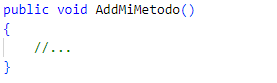 public void AddMiMetodo()
{
    //...
}